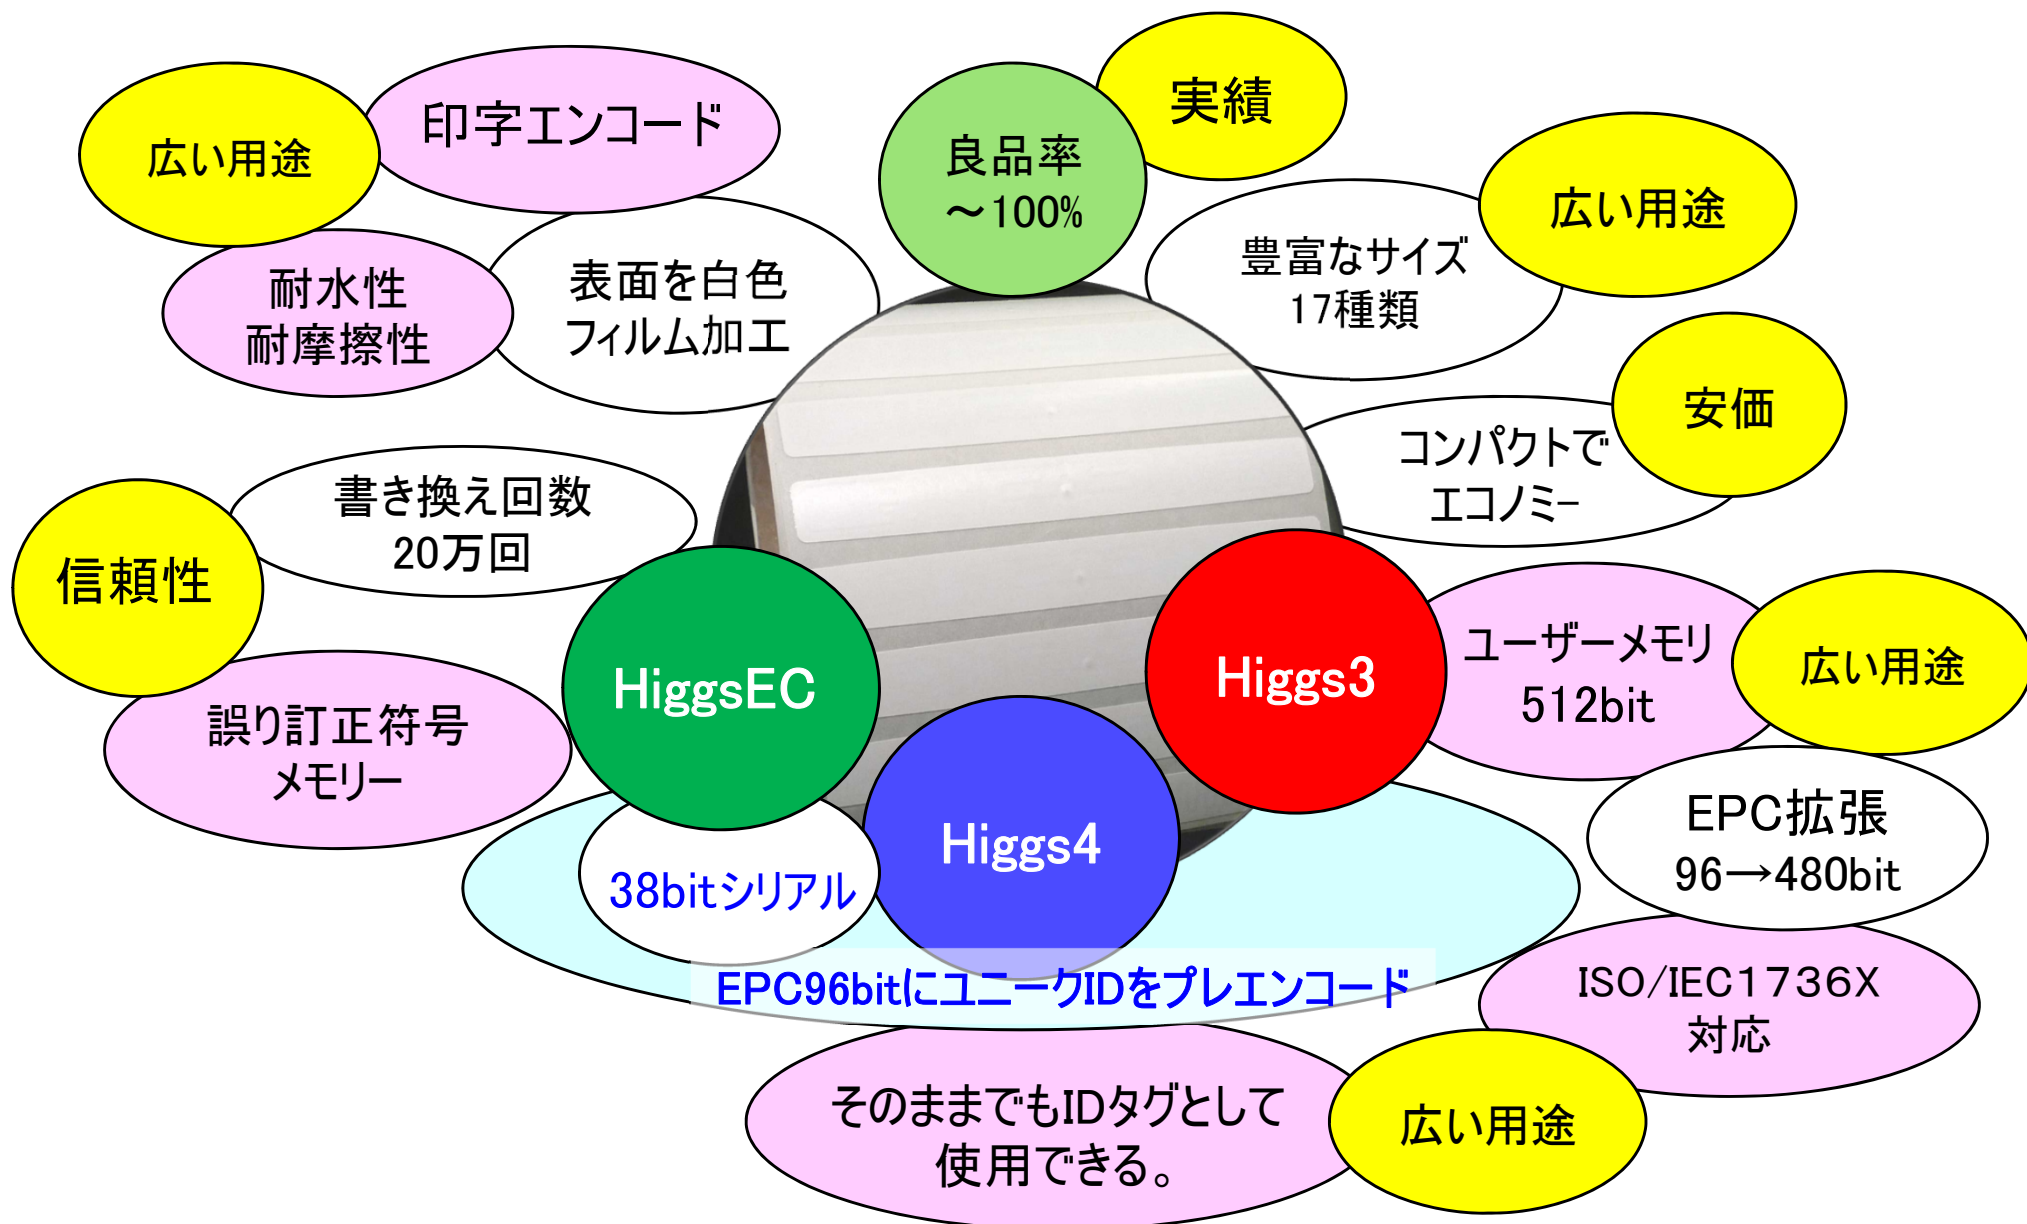 広い用途
印字エンコード
耐水性
耐摩擦性
表面を白色
フィルム加工
良品率
～100%
実績
豊富なサイズ
17種類
広い用途
コンパクトで
エコノミー
安価
書き換え回数
20万回
信頼性
誤り訂正符号
メモリー
HiggsEC
Higgs4
Higgs3
ユーザーメモリ
512bit
広い用途
EPC拡張
96→480bit
ISO/IEC1736X
対応
38bitシリアル
EPC96bitにユニークIDをプレエンコード
そのままでもIDタグとして
使用できる。
広い用途